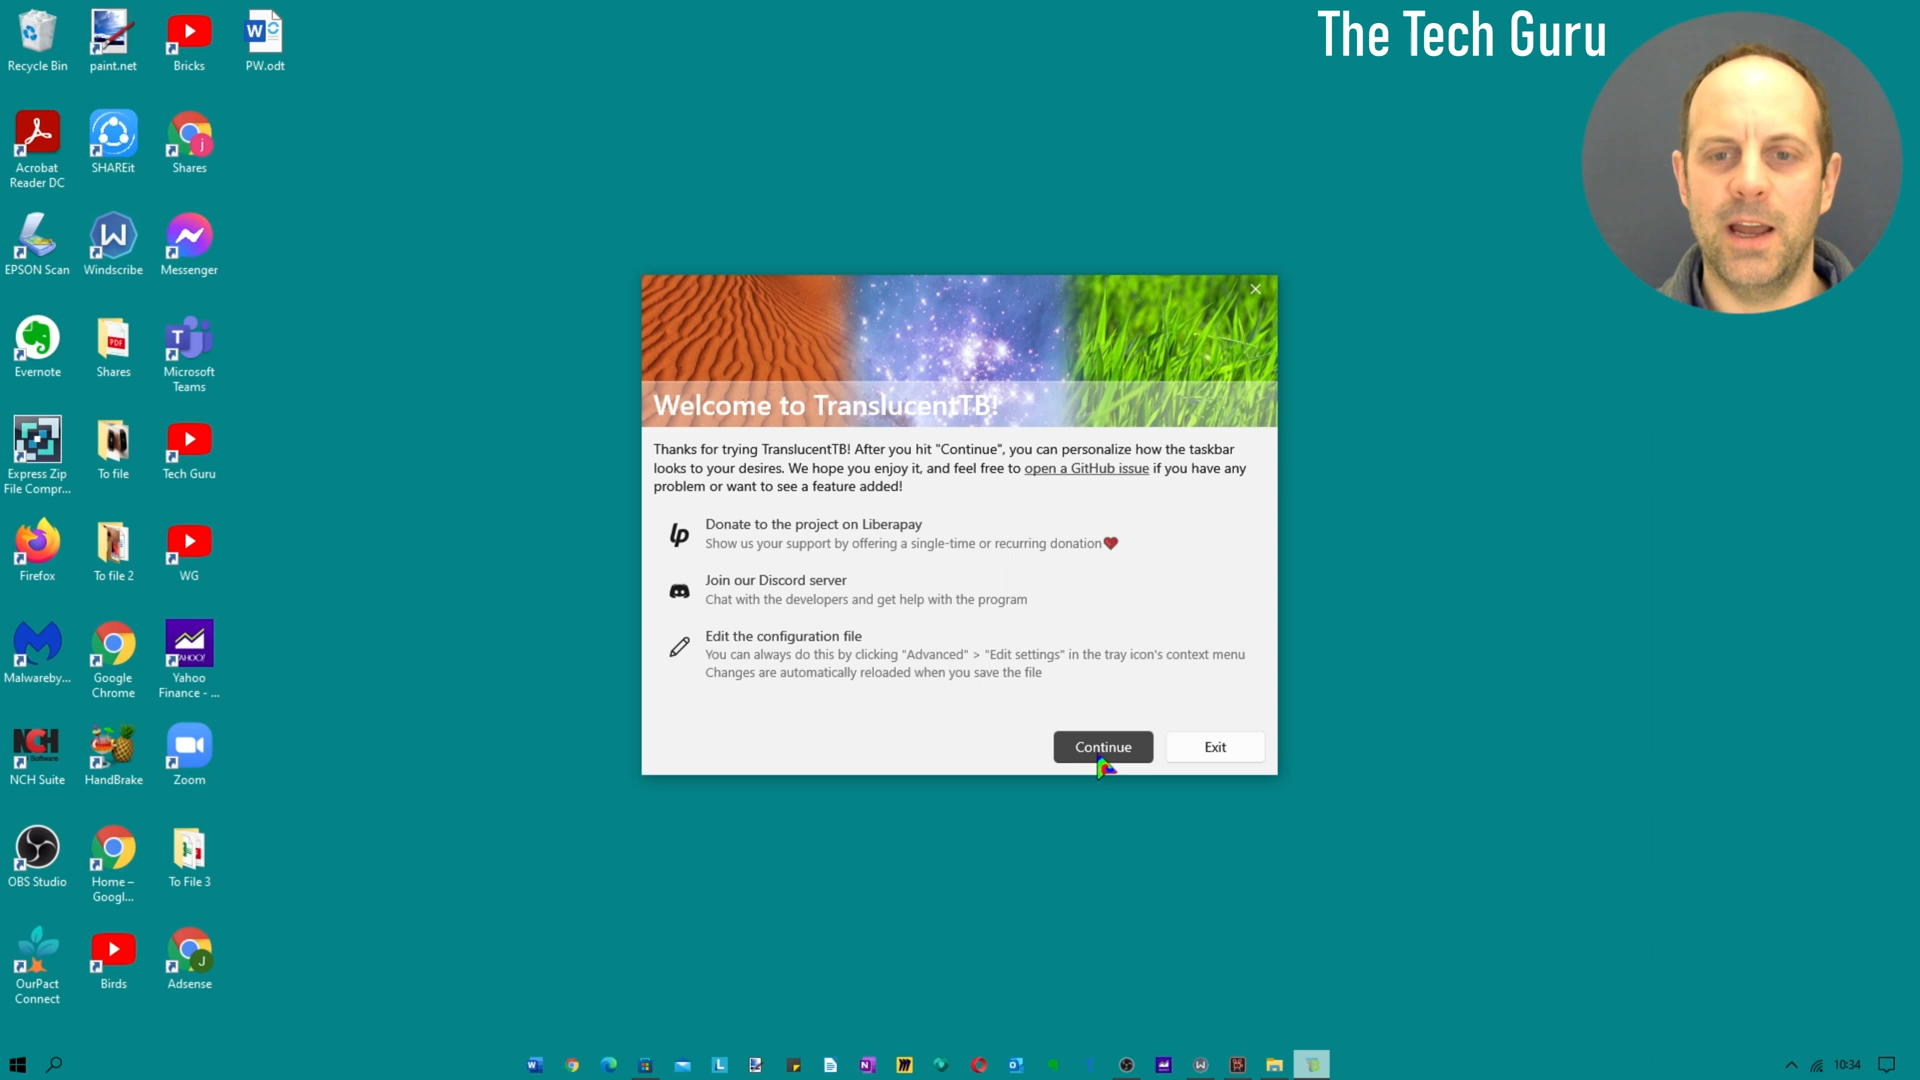 The Tech Guru
Recycle Bin
paint.net
Bricks
PW.odt
Acrobat
Reader DC
SHAREit
Shares
EPSON Scan
Windscribe
Messenger
Evernote
Shares
Microsoft
Teams
Express Zip
File Compr...
To file
Tech Guru
Firefox
To file 2
WG
Malwareby...
Google
Chrome
Yahoo
Finance - ...
NCH Suite
HandBrake
Zoom
OBS Studio
Home –
Googl...
To File 3
OurPact
Connect
Birds
Adsense
Welcome to TranslucentTB!
Thanks for trying TranslucentTB! After you hit "Continue", you can personalize how the taskbar
looks to your desires. We hope you enjoy it, and feel free to open a GitHub issue if you have any
problem or want to see a feature added!
Donate to the project on Liberapay
Show us your support by offering a single-time or recurring donation
Join our Discord server
Chat with the developers and get help with the program
Edit the configuration file
You can always do this by clicking "Advanced" > "Edit settings" in the tray icon's context menu
Changes are automatically reloaded when you save the file
Continue
Exit
10:34